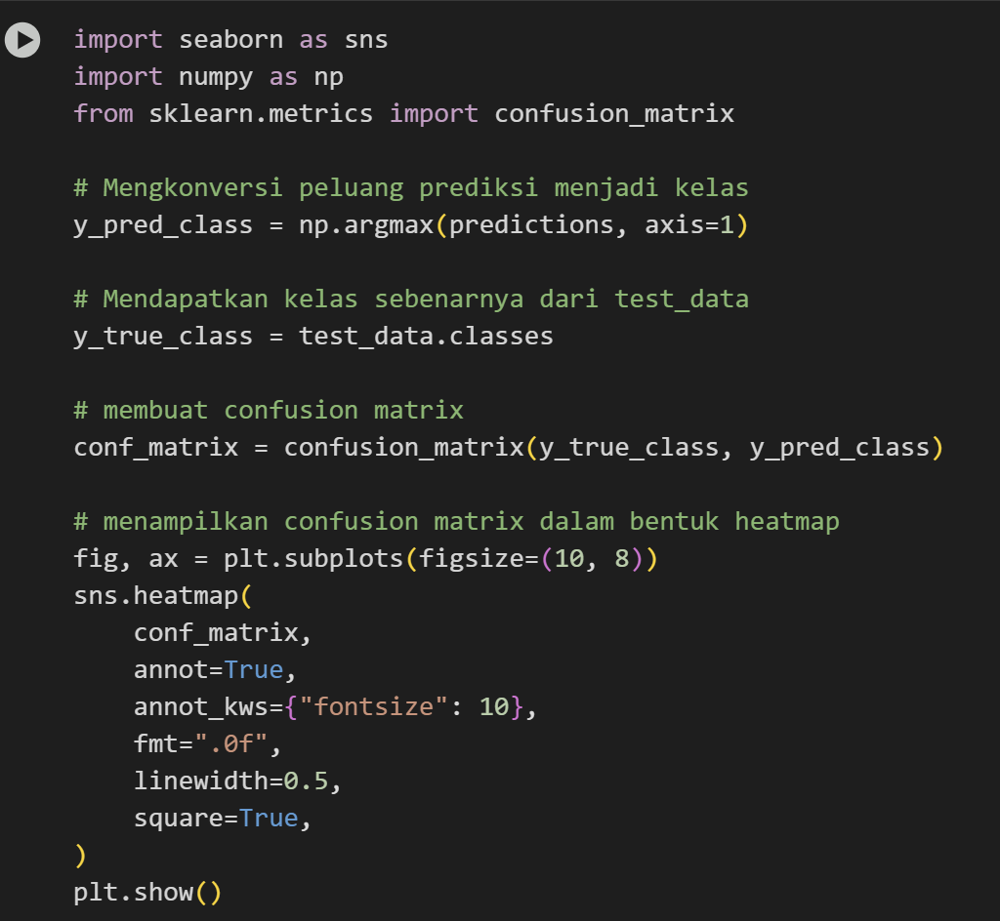 import seaborn as sns
import numpy as np
from sklearn.metrics import confusion_matrix

# Mengkonversi peluang prediksi menjadi kelas
y_pred_class = np.argmax(predictions, axis=1)

# Mendapatkan kelas sebenarnya dari test_data
y_true_class = test_data.classes

# membuat confusion matrix
conf_matrix = confusion_matrix(y_true_class, y_pred_class)

# menampilkan confusion matrix dalam bentuk heatmap
fig, ax = plt.subplots(figsize=(10, 8))
sns.heatmap(
    conf_matrix,
    annot=True,
    annot_kws={"fontsize": 10},
    fmt=".0f",
    linewidth=0.5,
    square=True,
)
plt.show()